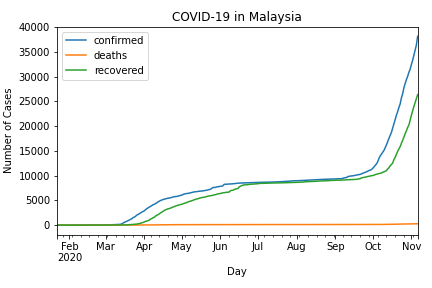 COVID-19 in Malaysia
confirmed
deaths
recovered
Number of Cases
40000
35000
30000
25000
20000
15000
10000
5000
0
Feb Mar Apr May Jun Jul Aug Sep Oct Nov
2020
Day